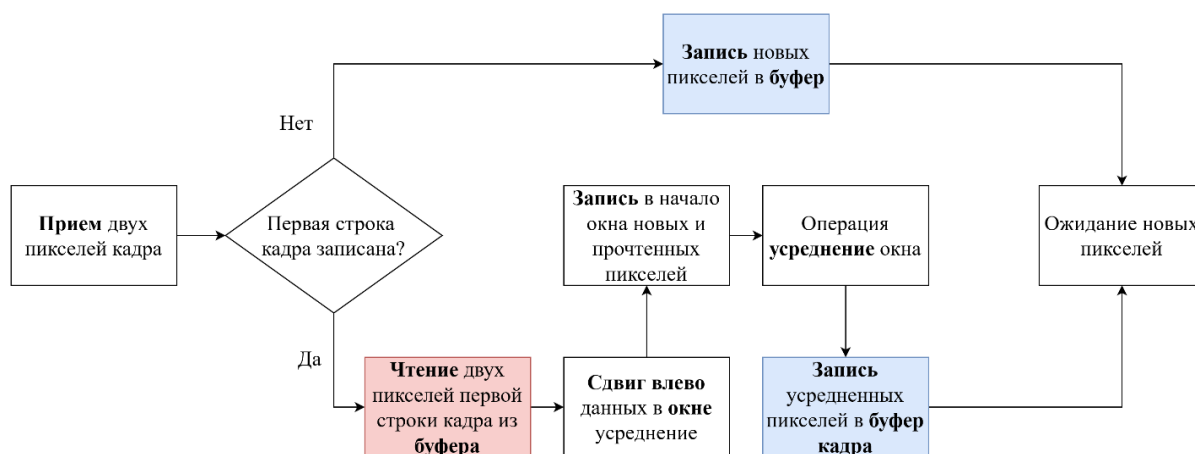 Запись новых
пикселей в буфер
Нет
Прием двух
пикселей кадра
Первая строка
кадра записана?
Запись в начало
окна новых и
прочтенных
пикселей
Операция
усреднение окна
Ожидание новых
пикселей
Да
Чтение двух
пикселей первой
строки кадра из
буфера
Сдвиг влево
данных в окне
усреднение
Запись
усредненных
пикселей в буфер
кадра